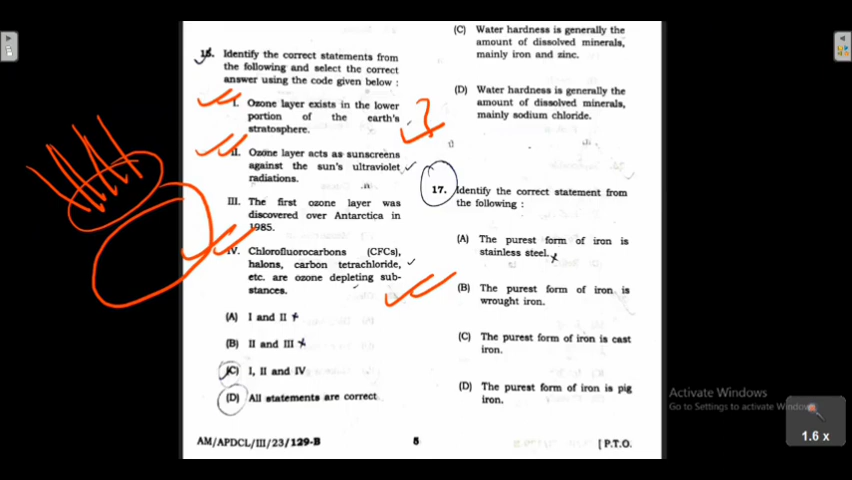 15. Identify the correct statements from
the following and select the correct
answer using the code given below :
I. Ozone layer exists in the lower
portion of the earth's
stratosphere.
II. Ozone layer acts as sunscreens
against the sun's ultraviolet
radiations.
III. The first ozone layer was
discovered over Antarctica in
1985.
IV. Chlorofluorocarbons (CFCs),
halons, carbon tetrachloride,
etc. are ozone depleting sub-
stances.
(A) I and II
(B) II and III
(C) I, II and IV
(D) All statements are correct
AM/APDCL/III/23/129-B
(C) Water hardness is generally the
amount of dissolved minerals,
mainly iron and zinc.
(D) Water hardness is generally the
amount of dissolved minerals,
mainly sodium chloride.
17. Identify the correct statement from
the following :
(A) The purest form of iron is
stainless steel.
(B) The purest form of iron is
wrought iron.
(C) The purest form of iron is cast
iron.
(D) The purest form of iron is pig
iron.
[ P.T.O.
Activate Windows
Go to Settings to activate Windows
1.6 x